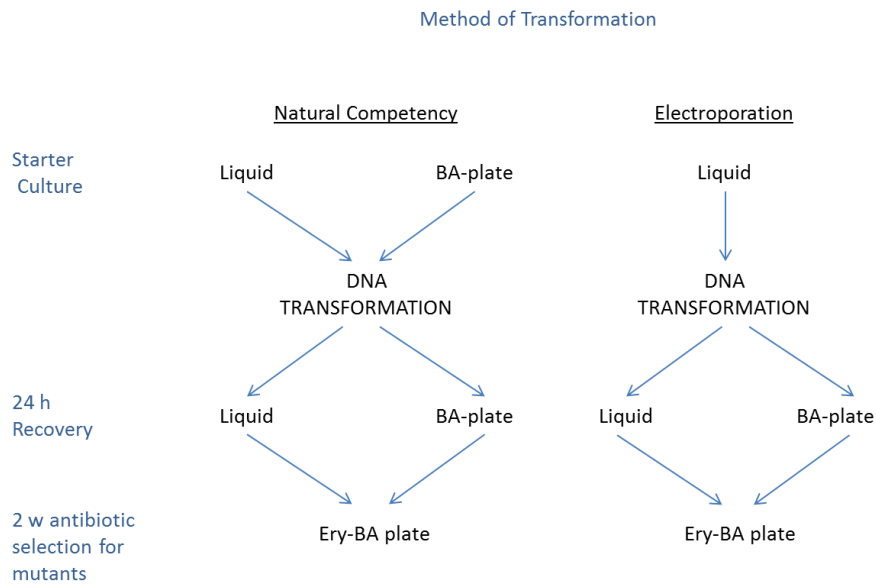 Method of Transformation
Natural Competency
Electroporation
Starter
Culture
Liquid
BA-plate
Liquid
DNA
TRANSFORMATION
DNA
TRANSFORMATION
24 h
Recovery
Liquid
BA-plate
Liquid
BA-plate
2 w antibiotic
selection for
mutants
Ery-BA plate
Ery-BA plate